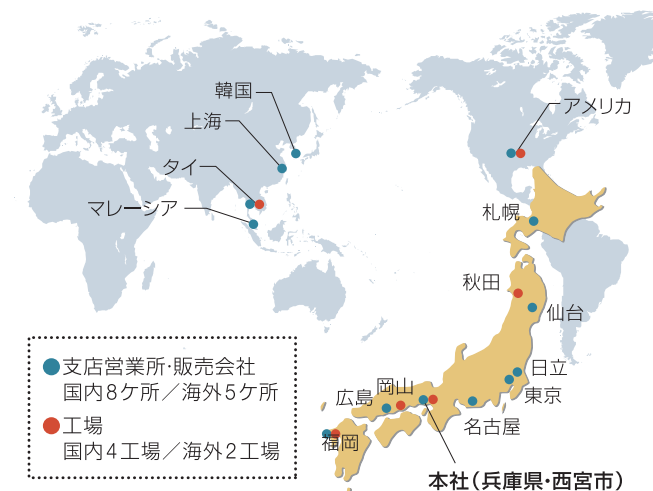 韓国
上海
アメリカ
タイ
マレーシア
札幌
秋田
仙台
日立
東京
岡山
広島
名古屋
福岡
本社（兵庫県・西宮市）
支店営業所・販売会社
国内8ケ所／海外5ケ所
工場
国内4工場／海外2工場